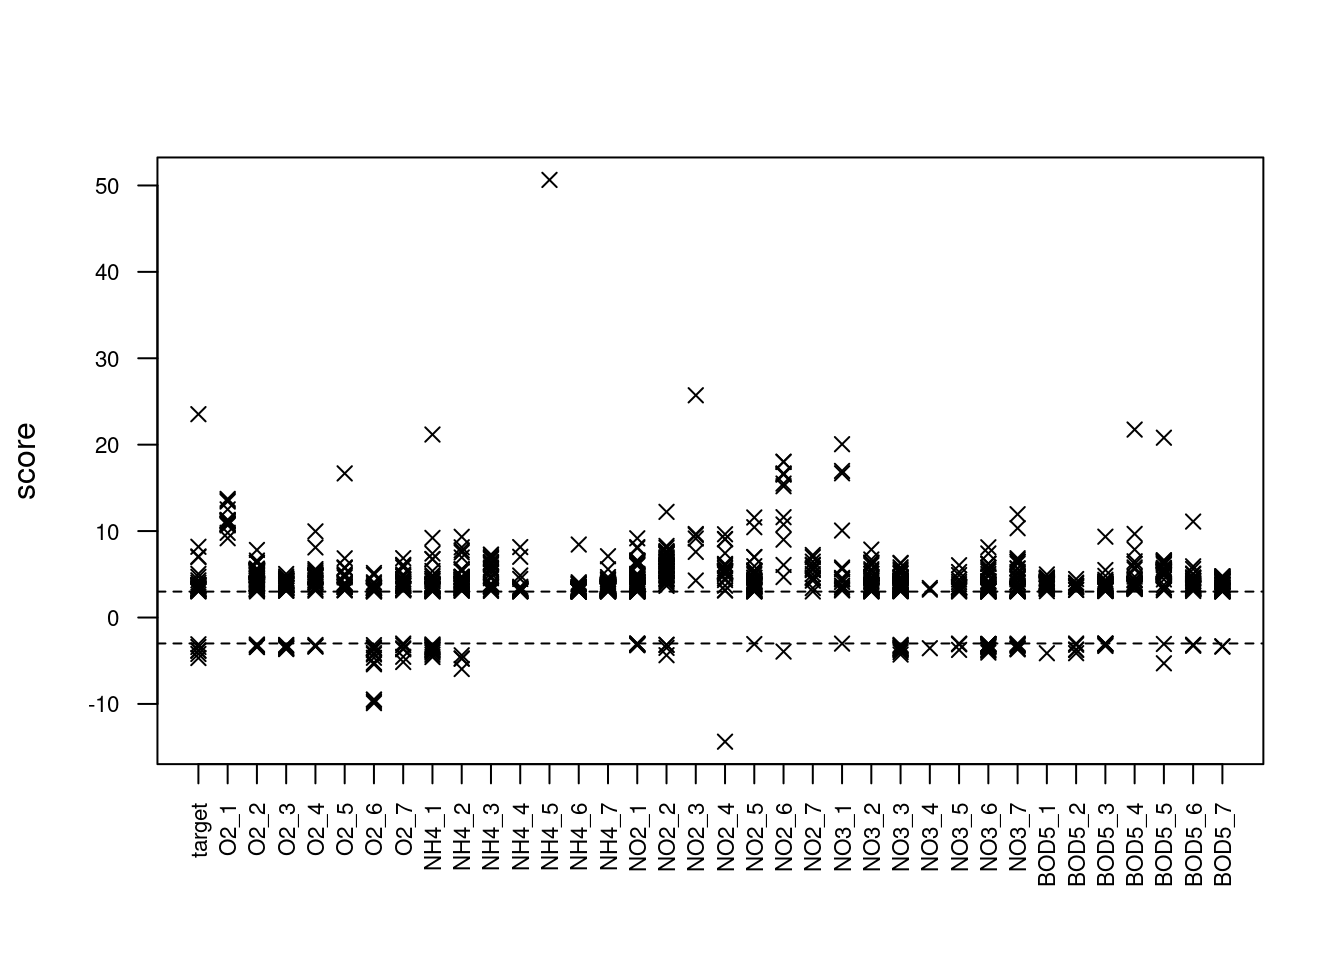 score
50
40
30
20
10
0
-10
target
O2_1
O2_2
O2_3
O2_4
O2_5
O2_6
O2_7
NH4_1
NH4_2
NH4_3
NH4_4
NH4_5
NH4_6
NH4_7
NO2_1
NO2_2
NO2_3
NO2_4
NO2_5
NO2_6
NO2_7
NO3_1
NO3_2
NO3_3
NO3_4
NO3_5
NO3_6
NO3_7
BOD5_1
BOD5_2
BOD5_3
BOD5_4
BOD5_5
BOD5_6
BOD5_7